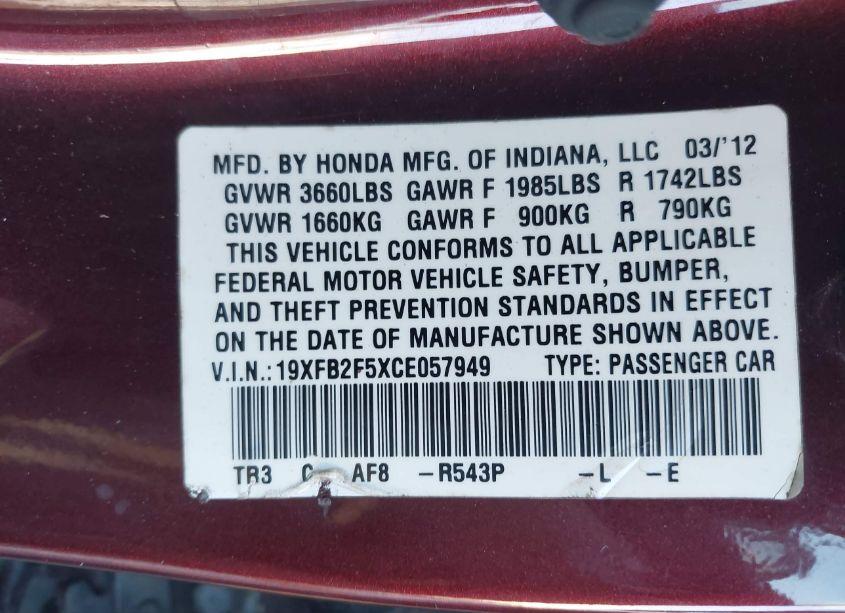 MFD. BY HONDA MFG. OF INDIANA, LLC 03/'12
GVWR 3660LBS GAWR F 1985LBS R 1742LBS
GVWR 1660KG GAWR F 900KG R 790KG
THIS VEHICLE CONFORMS TO ALL APPLICABLE
FEDERAL MOTOR VEHICLE SAFETY, BUMPER,
AND THEFT PREVENTION STANDARDS IN EFFECT
ON THE DATE OF MANUFACTURE SHOWN ABOVE.
V.I.N.:19XFB2F5XCE057949 TYPE: PASSENGER CAR
TR3 C AF8 -R543P -L -E